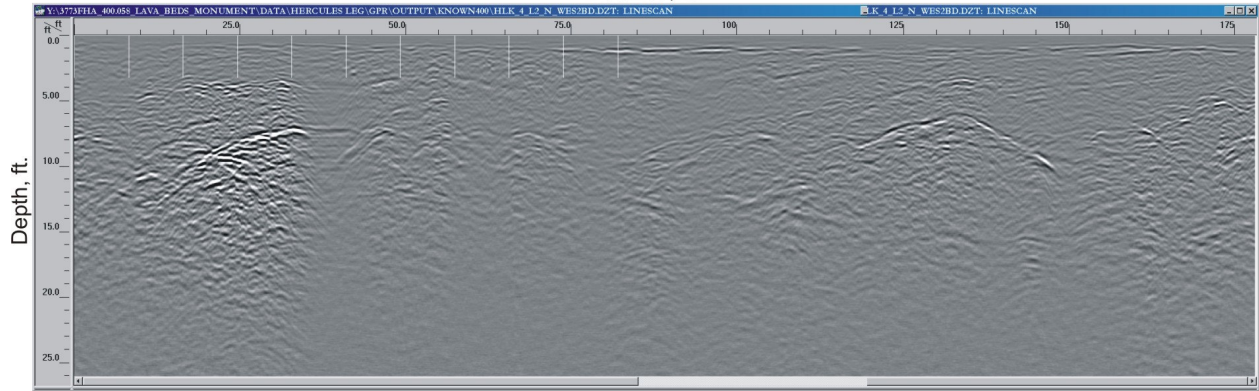 Y:\3773FHA_400.058_LAVA_BEDS_MONUMENT\DATA\HERCULES LEG\GPR\OUTPUT\KNOWN400\HLK_4_L2_N_WES2BD.DZT: LINESCAN
LK_4_L2_N_WES2BD.DZT: LINESCAN
ft
ft
25.0
50.0
75.0
100
125
150
175
0.0
5.00
10.0
15.0
20.0
25.0
Depth, ft.